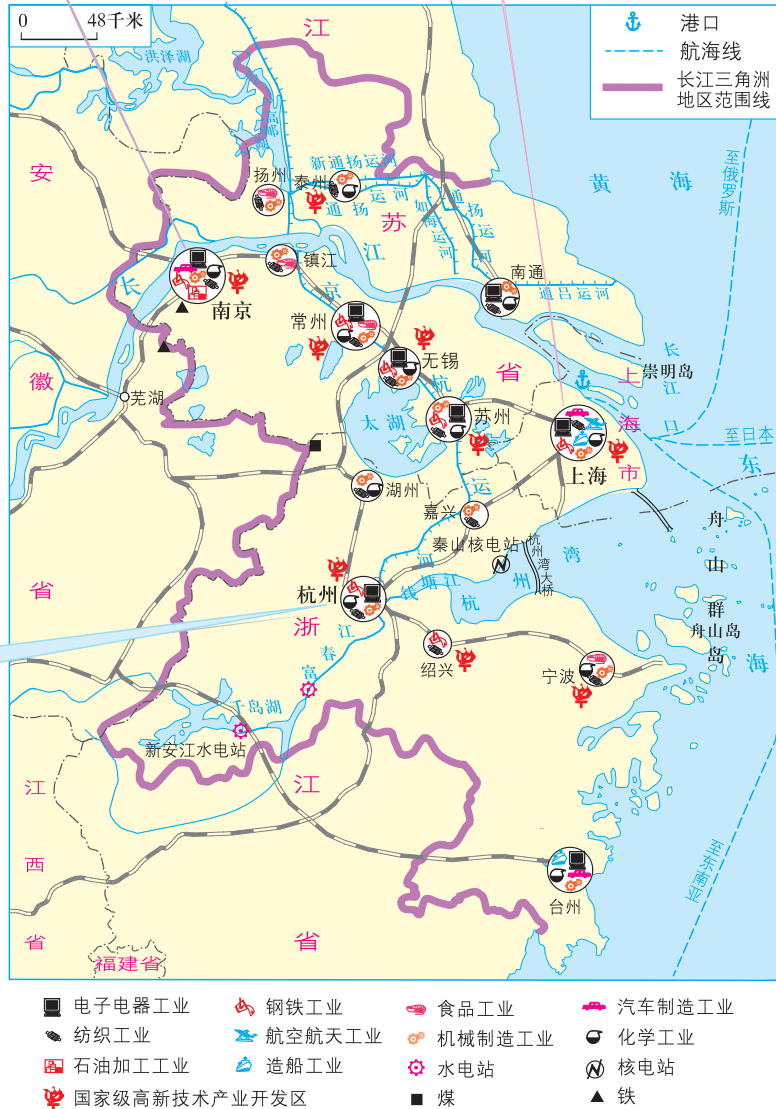 0 48千米
港口
航海线
长江三角洲
地区范围线
洪泽湖
江
高邮湖
安
扬州
泰州
新通扬运河
通扬运河
如海运河
通扬运河
苏
黄海
至俄罗斯
长江
镇江
南京
京
南通
通吕运河
常州
无锡
省
徽
芜湖
杭
太湖
苏州
上海市
崇明岛
长江口
上海
至日本
东海
湖州
嘉兴
运河
秦山核电站
杭州湾大桥
杭州湾
舟山群岛
舟山岛
省
杭州
钱塘江
浙
富春江
绍兴
宁波
千岛湖
新安江水电站
江
江西省
台州
至东南亚
省
福建省
电子电器工业
钢铁工业
食品工业
汽车制造工业
纺织工业
航空航天工业
机械制造工业
化学工业
石油加工工业
造船工业
水电站
核电站
国家级高新技术产业开发区
煤
铁